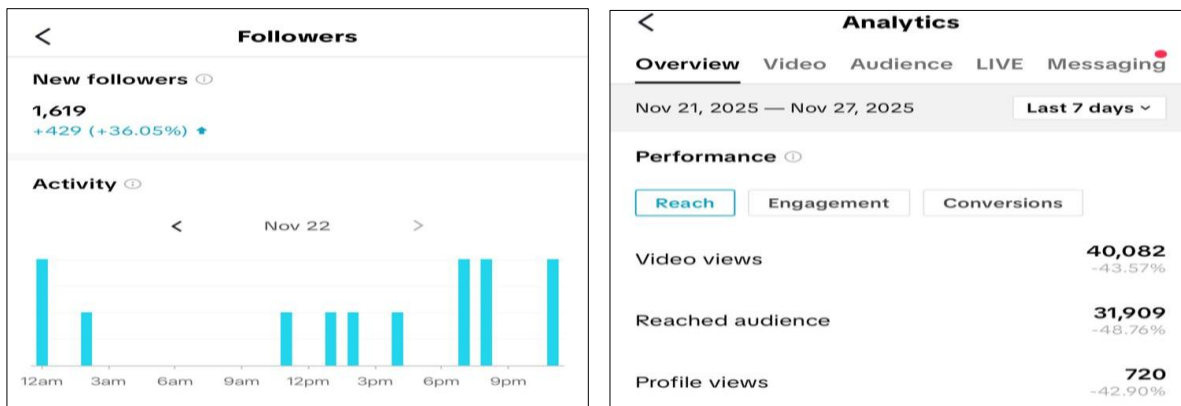 Followers
New followers
1,619
+429 (+36.05%)
Activity
Nov 22
12am 3am 6am 9am 12pm 3pm 6pm 9pm
Analytics
Overview Video Audience LIVE Messaging
Nov 21, 2025 — Nov 27, 2025 Last 7 days
Performance
Reach Engagement Conversions
Video views 40,082
-43.57%
Reached audience 31,909
-48.76%
Profile views 720
-42.90%